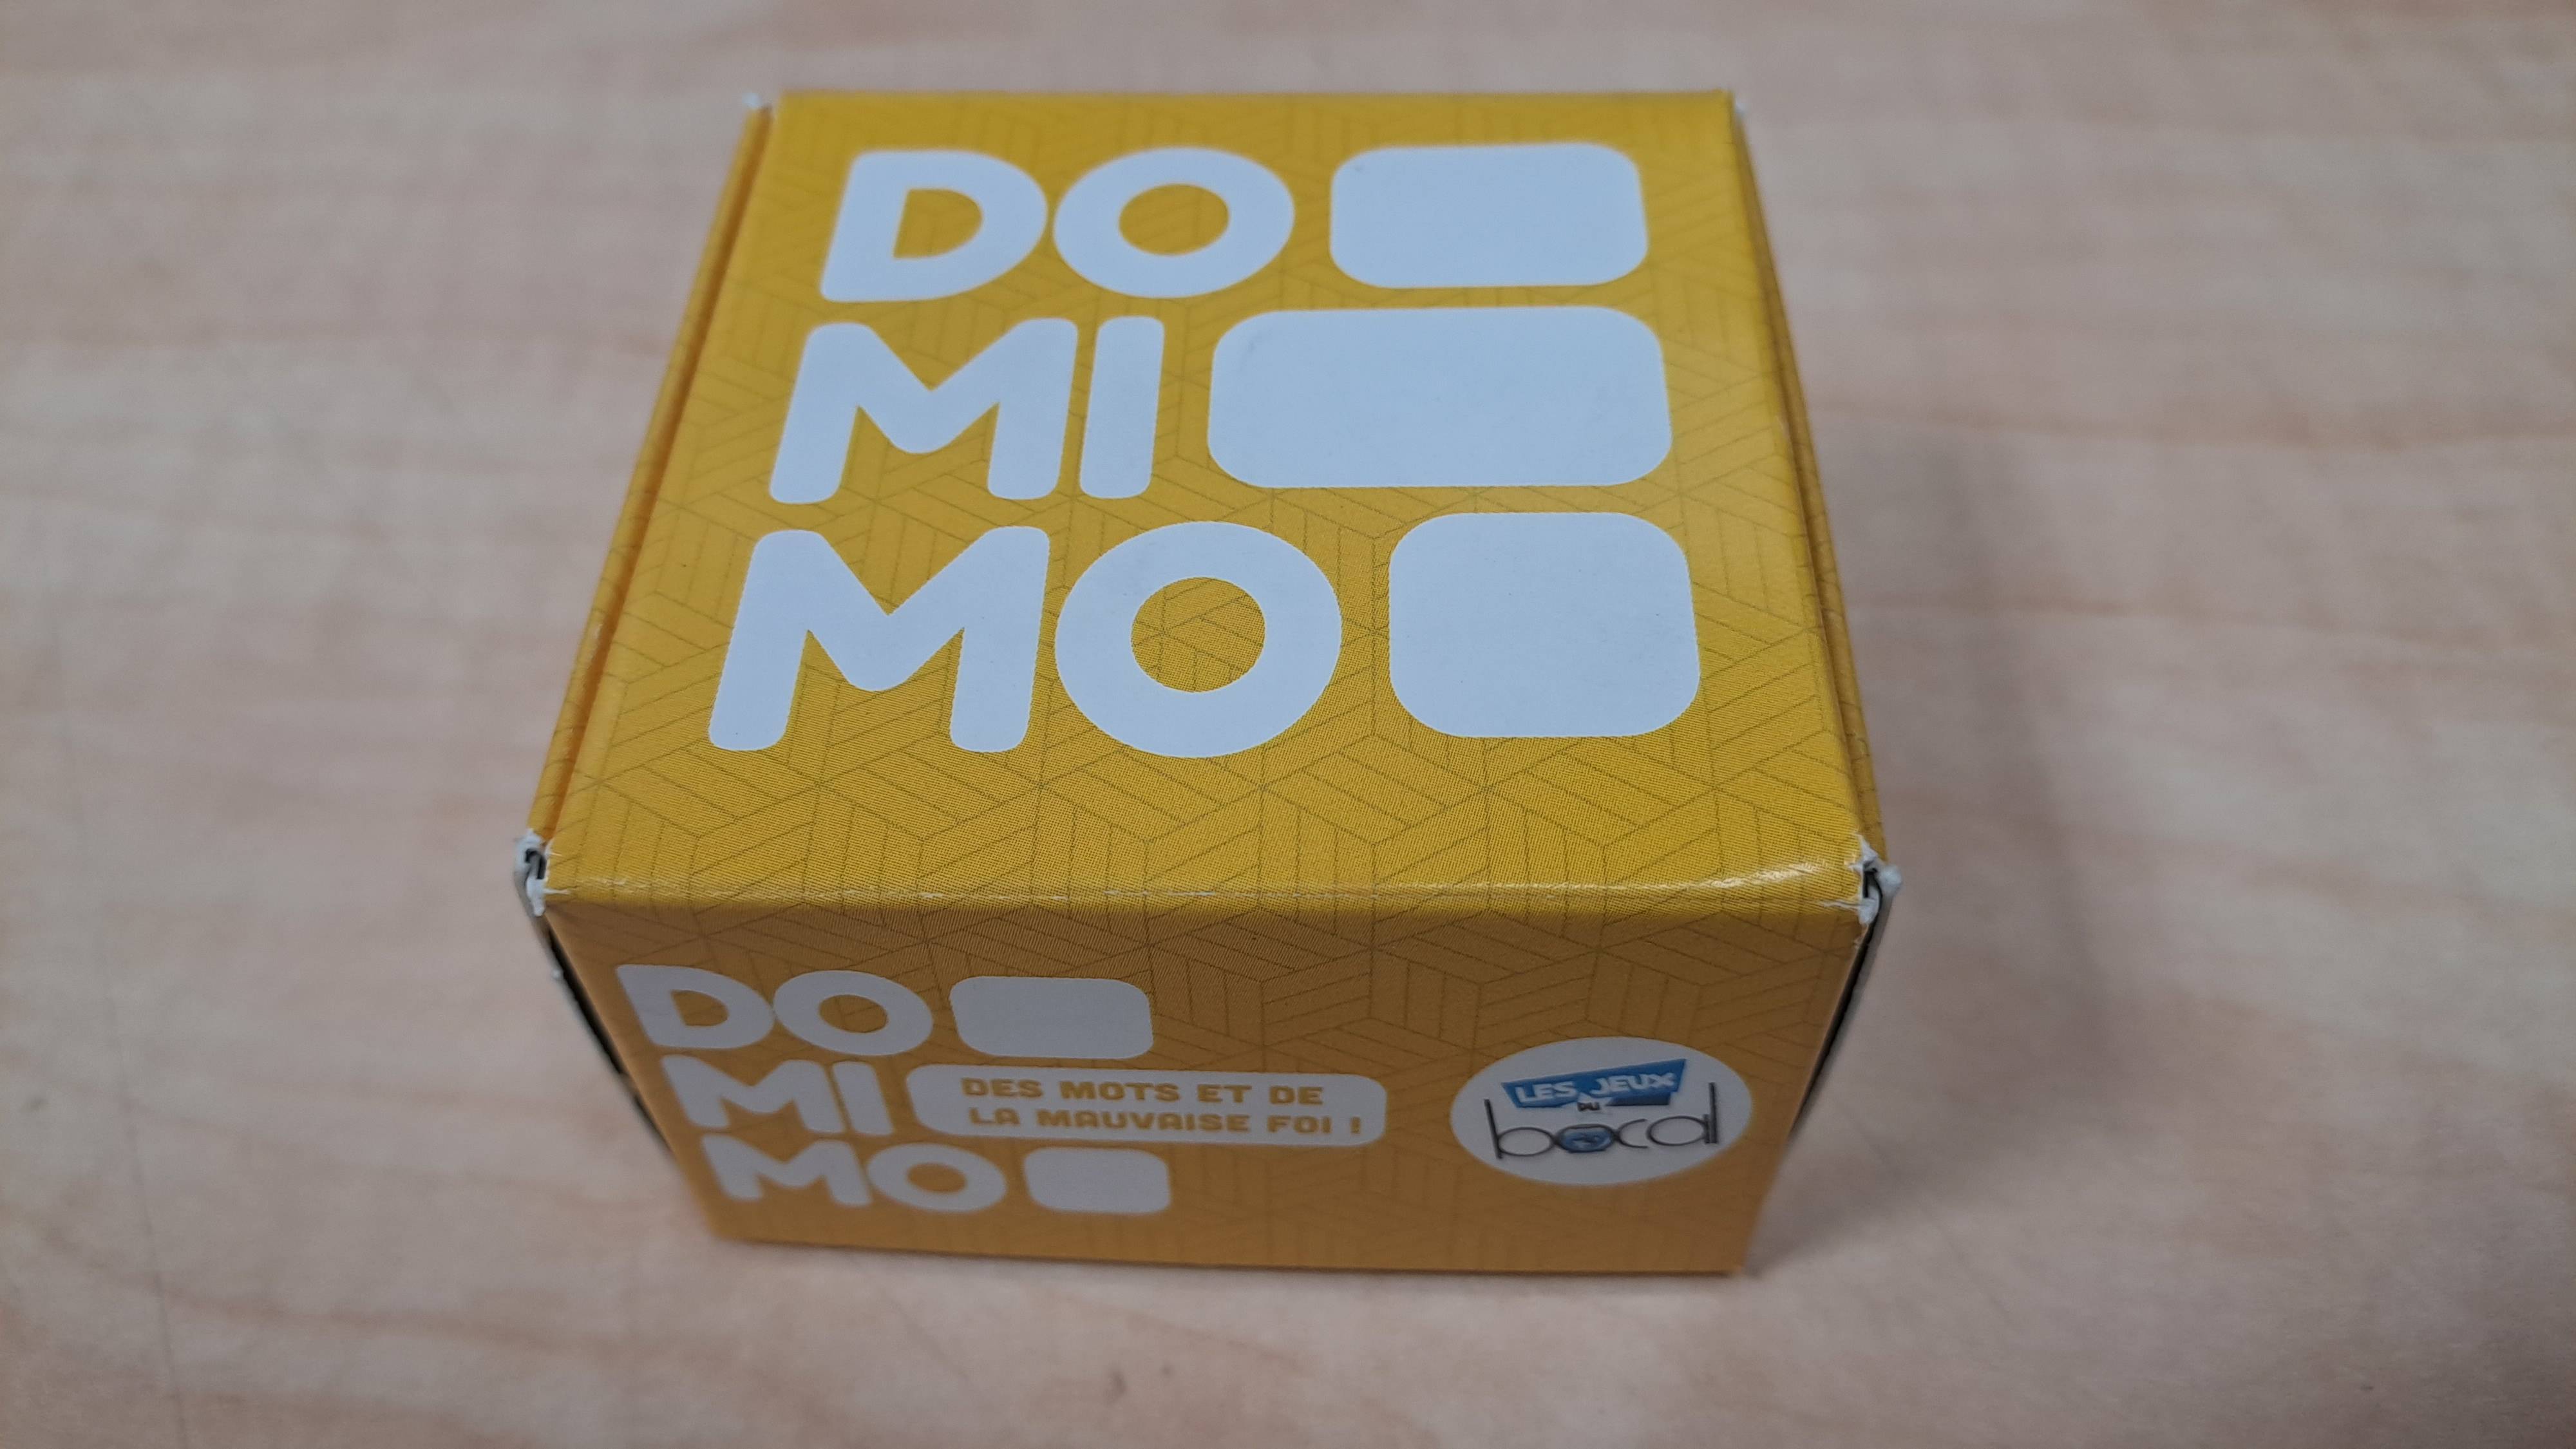 DO
MI
MO
DO
MI
MO
DES MOTS ET DE
LA MAUVAISE FOI !
LES JEUX
DU
bocal